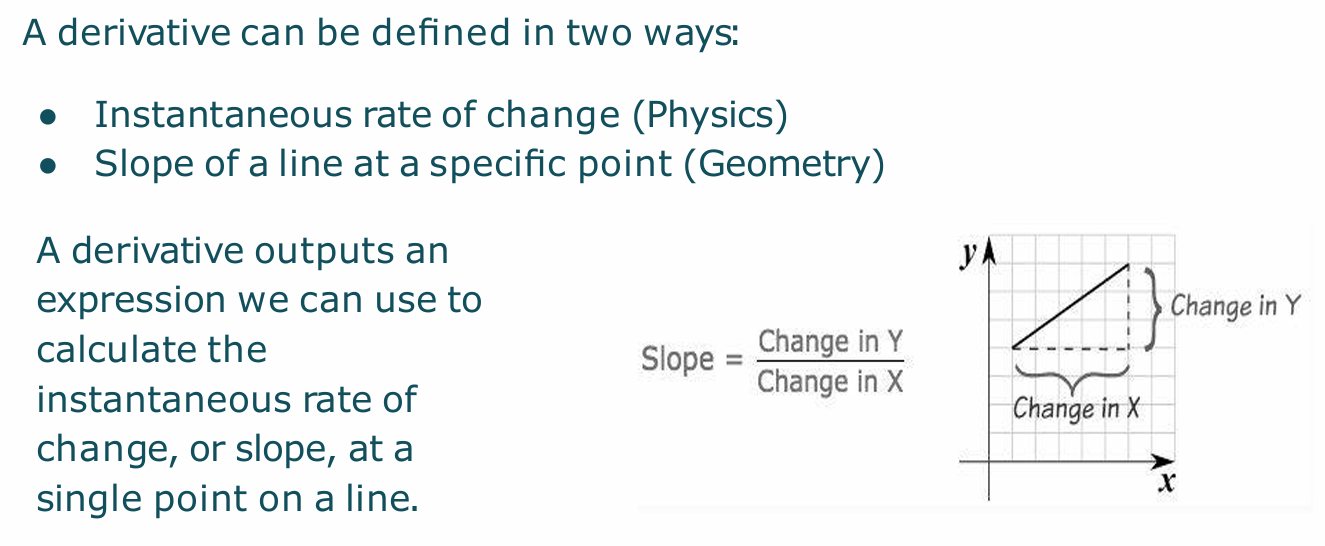 A derivative can be defined in two ways:
● Instantaneous rate of change (Physics)
● Slope of a line at a specific point (Geometry)
A derivative outputs an
expression we can use to
calculate the
instantaneous rate of
change, or slope, at a
single point on a line.
Slope = Change in Y
Change in X
y
Change in Y
Change in X
x